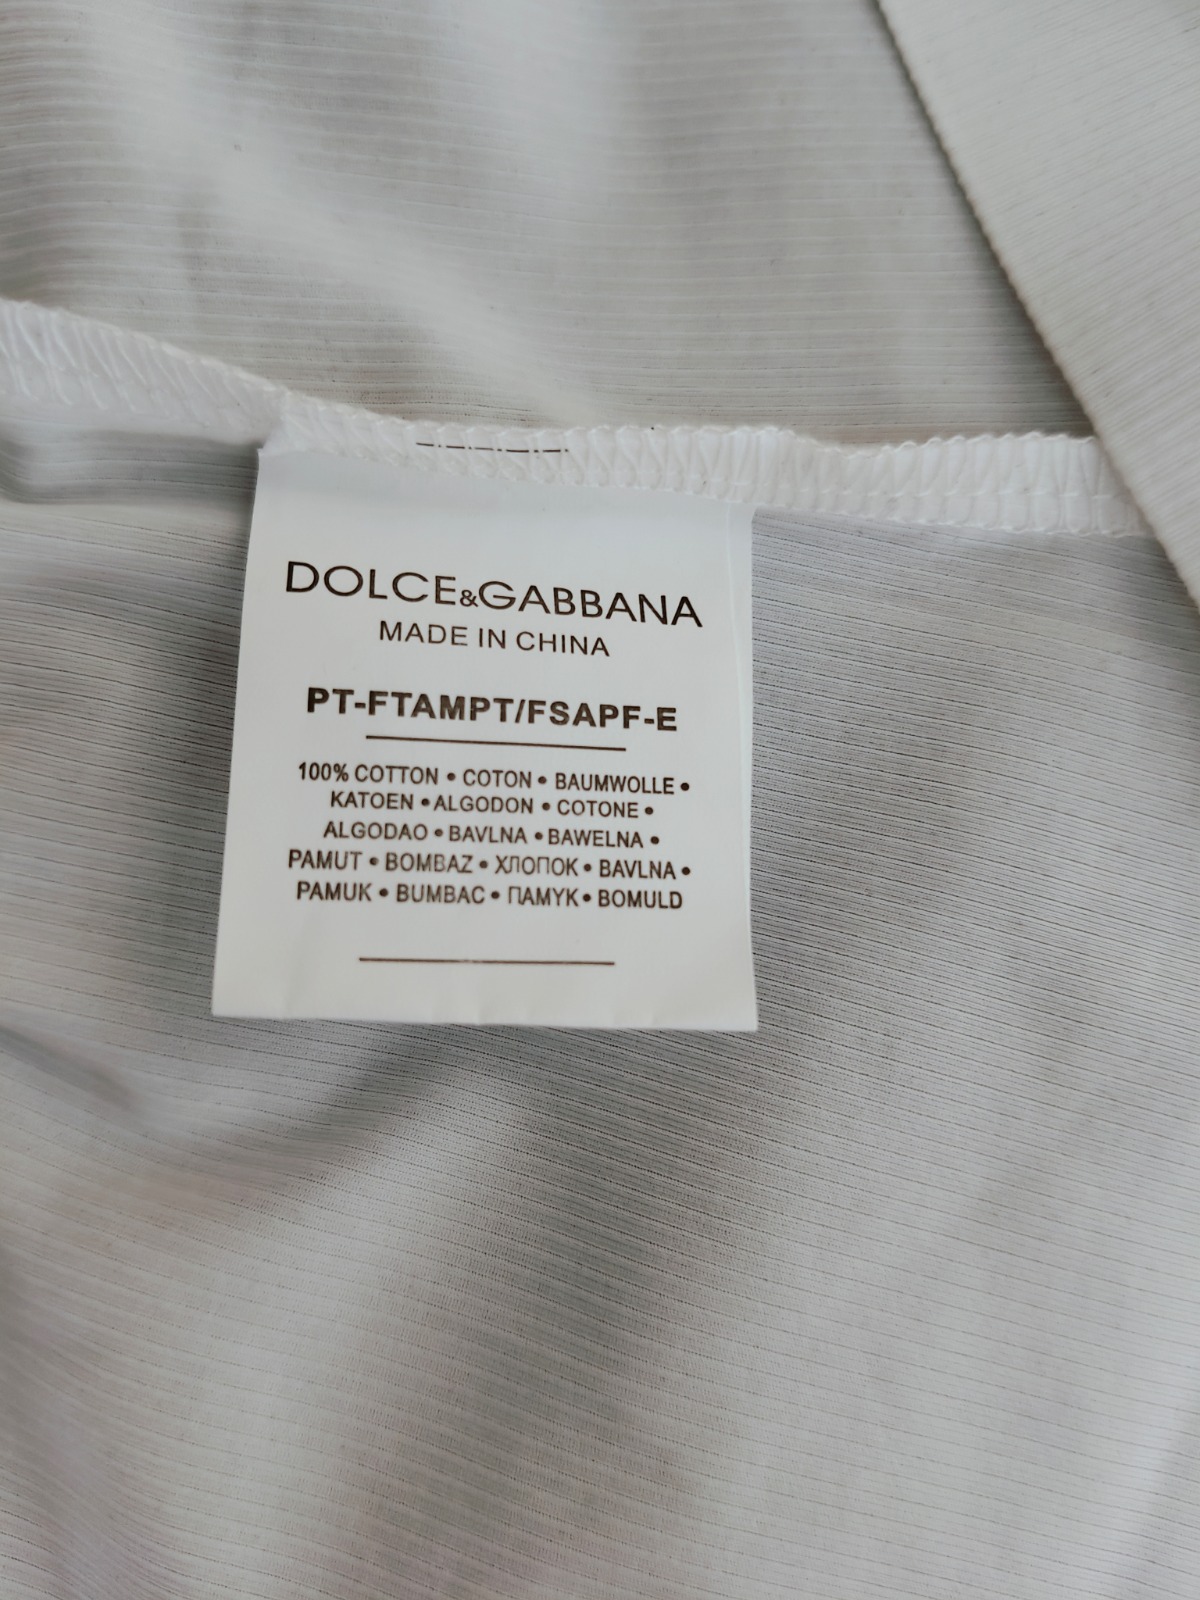 DOLCE&GABBANA
MADE IN CHINA
PT-FTAMPT/FSAPF-E
100% COTTON • COTON • BAUMWOLLE •
KATOEN • ALGODON • COTONE •
ALGODAO • BAVLNA • BAWELNA •
PAMUT • BOMBAZ • ХЛОПОК • BAVLNA •
PAMUK • BUMBAC • ПАМУК • BOMULD